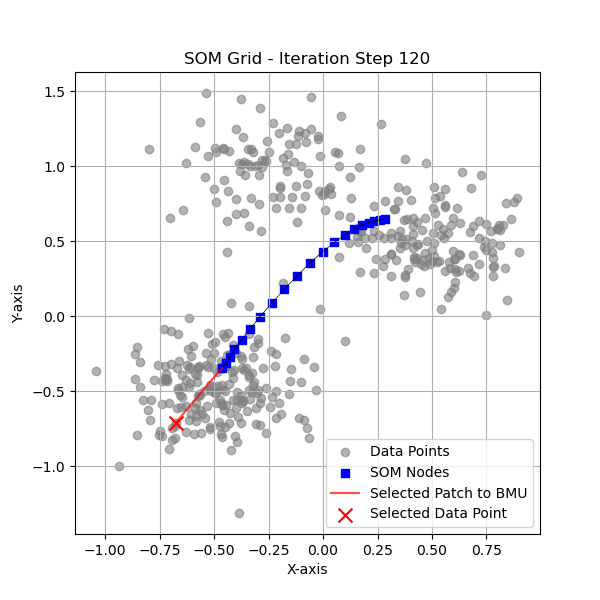 SOM Grid - Iteration Step 120
1.5
1.0
0.5
0.0
−0.5
−1.0
Y-axis
−1.00
−0.75
−0.50
−0.25
0.00
0.25
0.50
0.75
X-axis
Data Points
SOM Nodes
Selected Patch to BMU
Selected Data Point